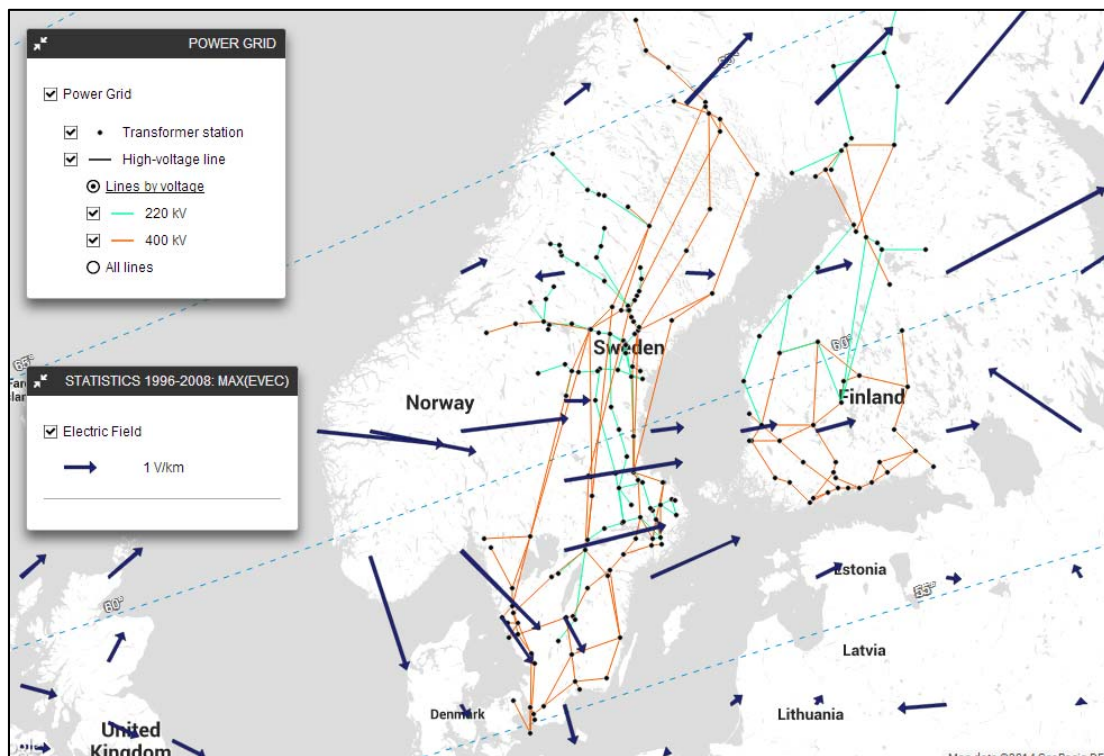 POWER GRID
Power Grid
Transformer station
High-voltage line
Lines by voltage
220 kV
400 kV
All lines
65°
STATISTICS 1996-2008: MAX(EVEC)
Electric Field
1 V/km
Norway
Sweden
Finland
60°
60°
55°
Estonia
Latvia
Lithuania
Denmark
United
Kingdom